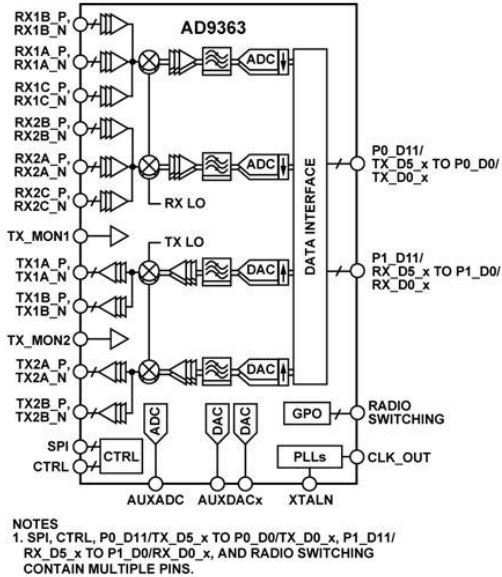 AD9363
RX1B_P,
RX1B_N
RX1A_P,
RX1A_N
RX1C_P,
RX1C_N
RX2B_P,
RX2B_N
RX2A_P,
RX2A_N
RX2C_P,
RX2C_N
TX_MON1
TX1A_P,
TX1A_N
TX1B_P,
TX1B_N
TX_MON2
TX2A_P,
TX2A_N
TX2B_P,
TX2B_N
SPI
CTRL
CTRL
ADC
ADC
RX LO
TX LO
DAC
DAC
DATA INTERFACE
P0_D11/
TX_D5_x TO P0_D0/
TX_D0_x
P1_D11/
RX_D5_x TO P1_D0/
RX_D0_x
ADC
DAC
DAC
GPO
RADIO
SWITCHING
PLLs
CLK_OUT
AUXADC
AUXDACx
XTALN
NOTES
1. SPI, CTRL, P0_D11/TX_D5_x TO P0_D0/TX_D0_x, P1_D11/
RX_D5_x TO P1_D0/RX_D0_x, AND RADIO SWITCHING
CONTAIN MULTIPLE PINS.